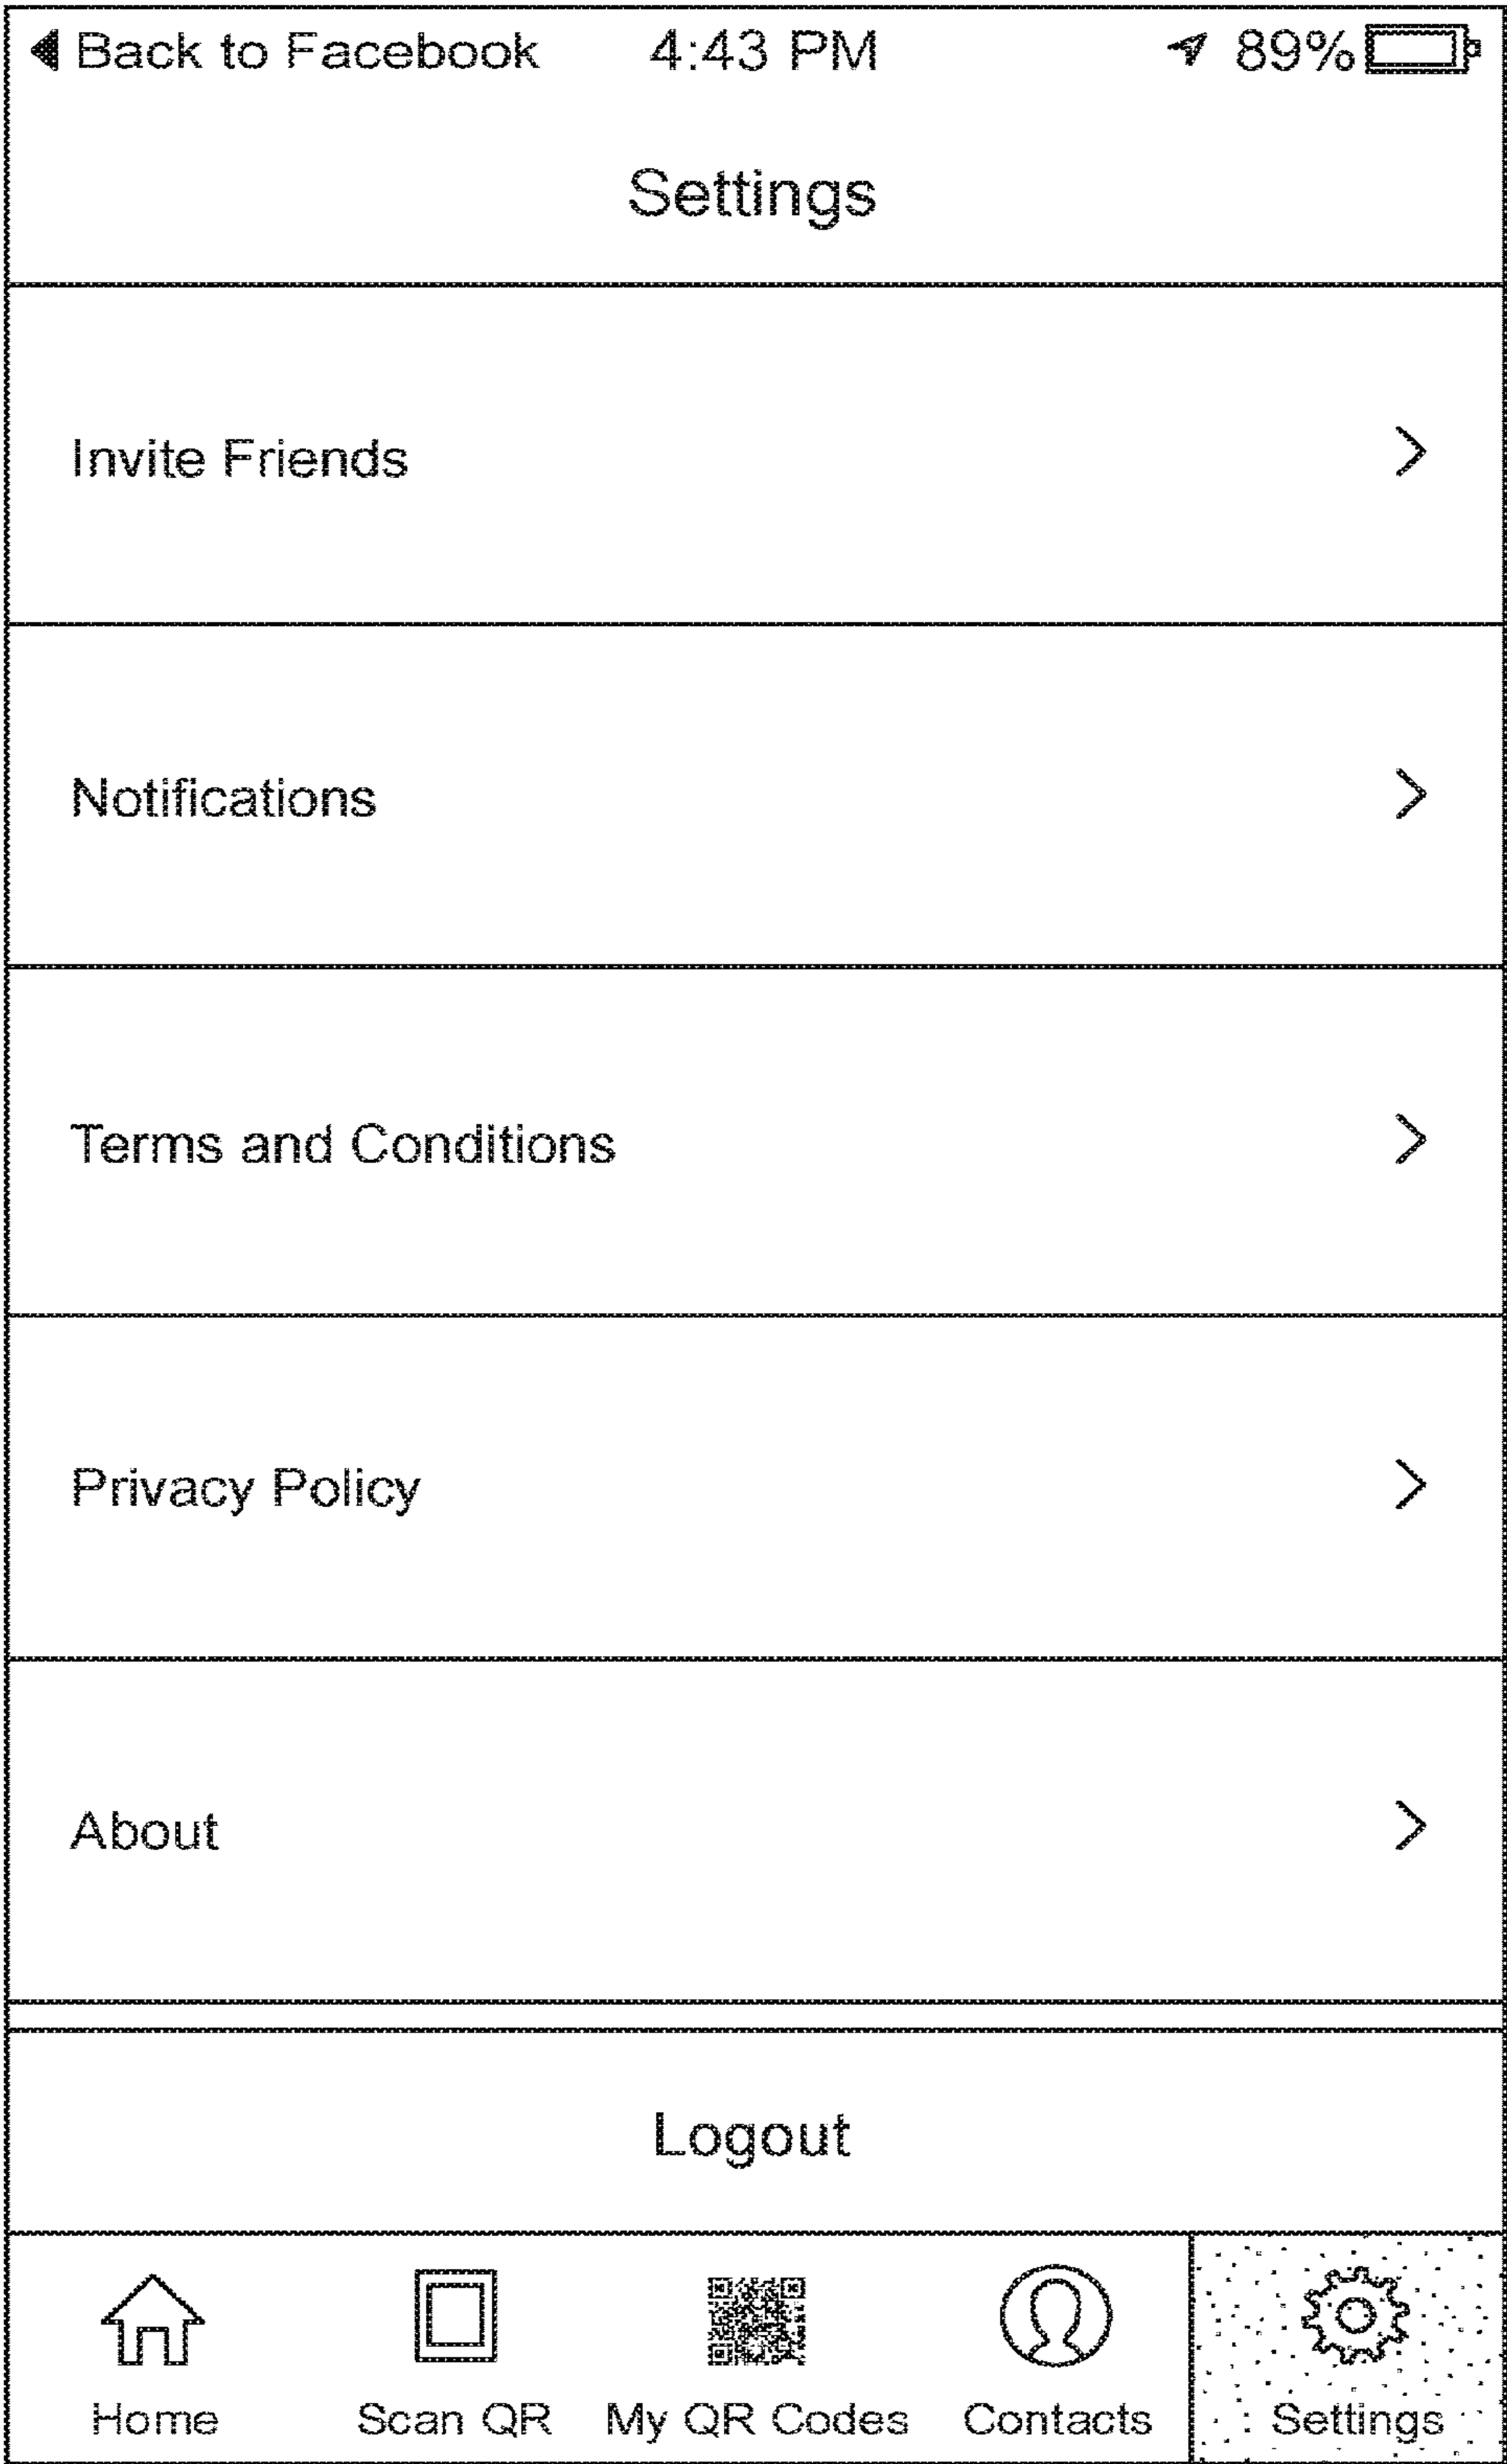 Back to Facebook 4:43 PM 89%
Settings
Invite Friends
Notifications
Terms and Conditions
Privacy Policy
About
Logout
Home Scan QR My QR Codes Contacts Settings